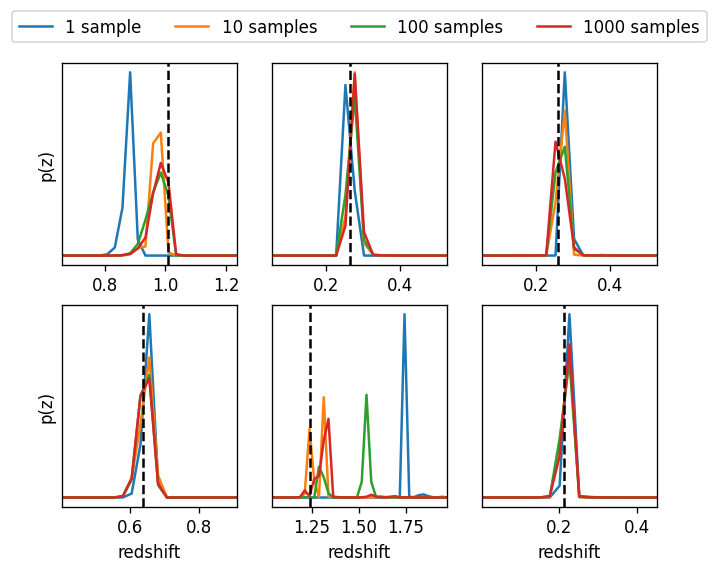 1 sample 10 samples 100 samples 1000 samples
p(z)
0.8 1.0 1.2 0.2 0.4 0.2 0.4
p(z)
0.6 0.8 1.25 1.50 1.75 0.2 0.4
redshift redshift redshift